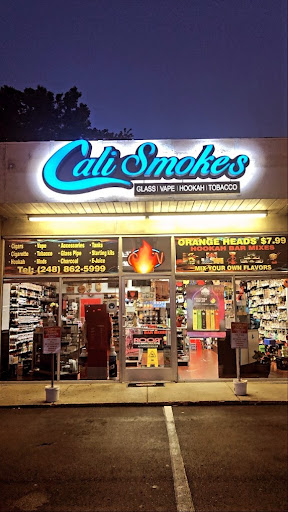 Cali Smokes
GLASS | VAPE | HOOKAH | TOBACCO
• Cigars • Vape • Accessories • Tanks
• Cigarette • Tobacco • Glass Pipe • Starting kits
• Hookah • Mods • Charcoal • E-Juice
Tel: (248) 862-5999
ORANGE HEADS $7.99
HOOKAH BAR MIXES
MIX YOUR OWN FLAVORS